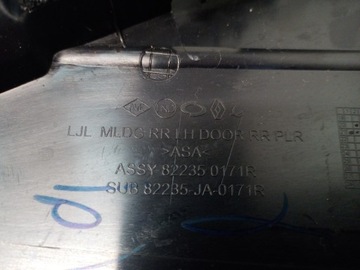 LJL MLDG RR LH DOOR RR PLR
>ASA<
ASSY 82235 0171R
SUB 82235-JA-0171R